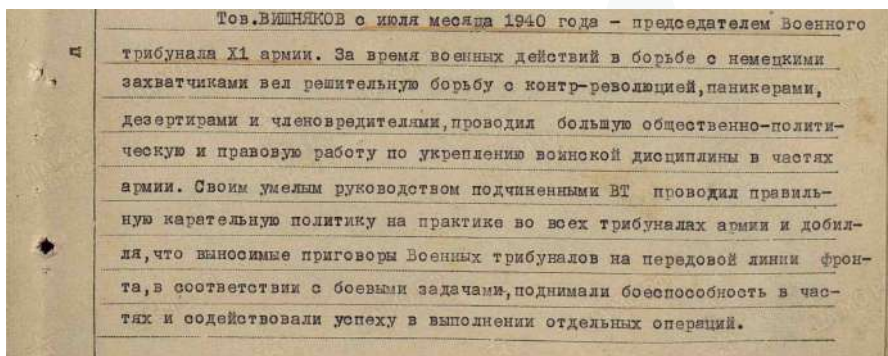 Тов.ВИШНЯКОВ с июля месяца 1940 года - председателем Военного
трибунала X1 армии. За время военных действий в борьбе с немецкими
захватчиками вел решительную борьбу с контр-революцией,паникерами,
дезертирами и членовредителями,проводил большую общественно-полити-
ческую и правовую работу по укреплению воинской дисциплины в частях
армии. Своим умелым руководством подчиненными ВТ проводил правиль-
ную карательную политику на практике во всех трибуналах армии и добил-
ля,что выносимые приговоры Военных трибуналов на передовой линии фрон-
та,в соответствии с боевыми задачами,поднимали боеспособность в час-
тях и содействовали успеху в выполнении отдельных операций.